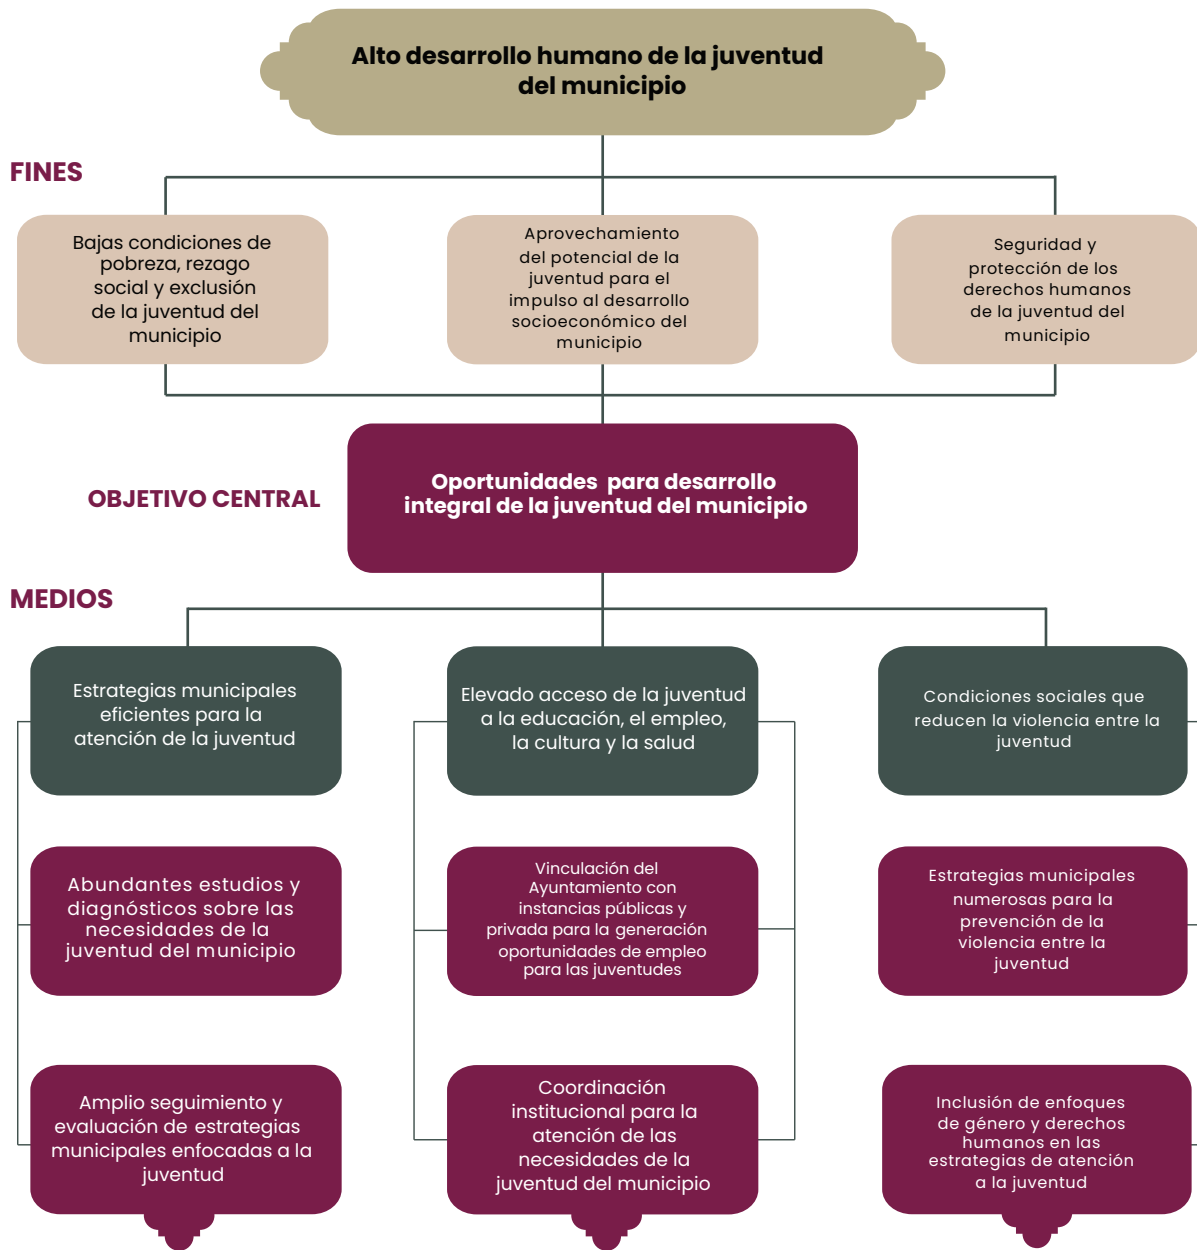 Alto desarrollo humano de la juventud
del municipio
FINES
Bajas condiciones de
pobreza, rezago
social y exclusión
de la juventud del
municipio
Aprovechamiento
del potencial de la
juventud para el
impulso al desarrollo
socioeconómico del
municipio
Seguridad y
protección de los
derechos humanos
de la juventud del
municipio
OBJETIVO CENTRAL
Oportunidades para desarrollo
integral de la juventud del municipio
MEDIOS
Estrategias municipales
eficientes para la
atención de la juventud
Elevado acceso de la juventud
a la educación, el empleo,
la cultura y la salud
Condiciones sociales que
reducen la violencia entre la
juventud
Abundantes estudios y
diagnósticos sobre las
necesidades de la
juventud del municipio
Vinculación del
Ayuntamiento con
instancias públicas y
privada para la generación
oportunidades de empleo
para las juventudes
Estrategias municipales
numerosas para la
prevención de la
violencia entre la
juventud
Amplio seguimiento y
evaluación de estrategias
municipales enfocadas a la
juventud
Coordinación
institucional para la
atención de las
necesidades de la
juventud del municipio
Inclusión de enfoques
de género y derechos
humanos en las
estrategias de atención
a la juventud